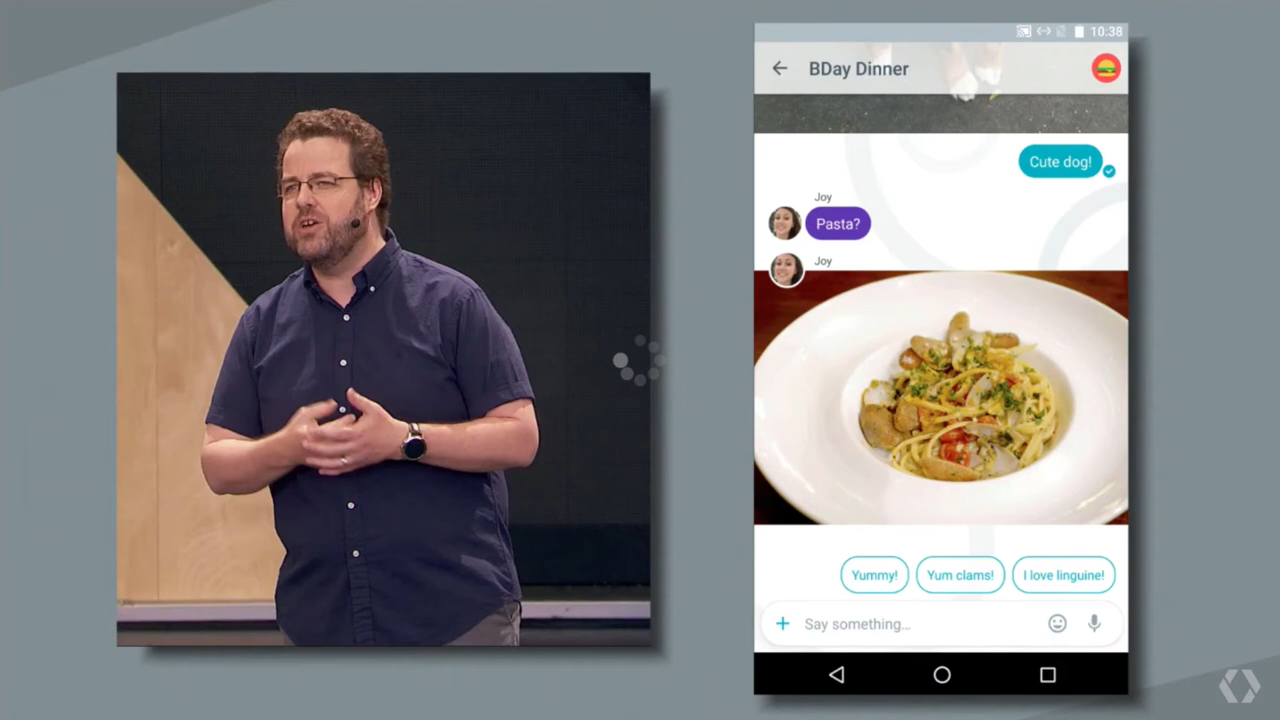 10:38
BDay Dinner
Cute dog!
Joy
Pasta?
Joy
Yummy!
Yum clams!
I love linguine!
Say something...